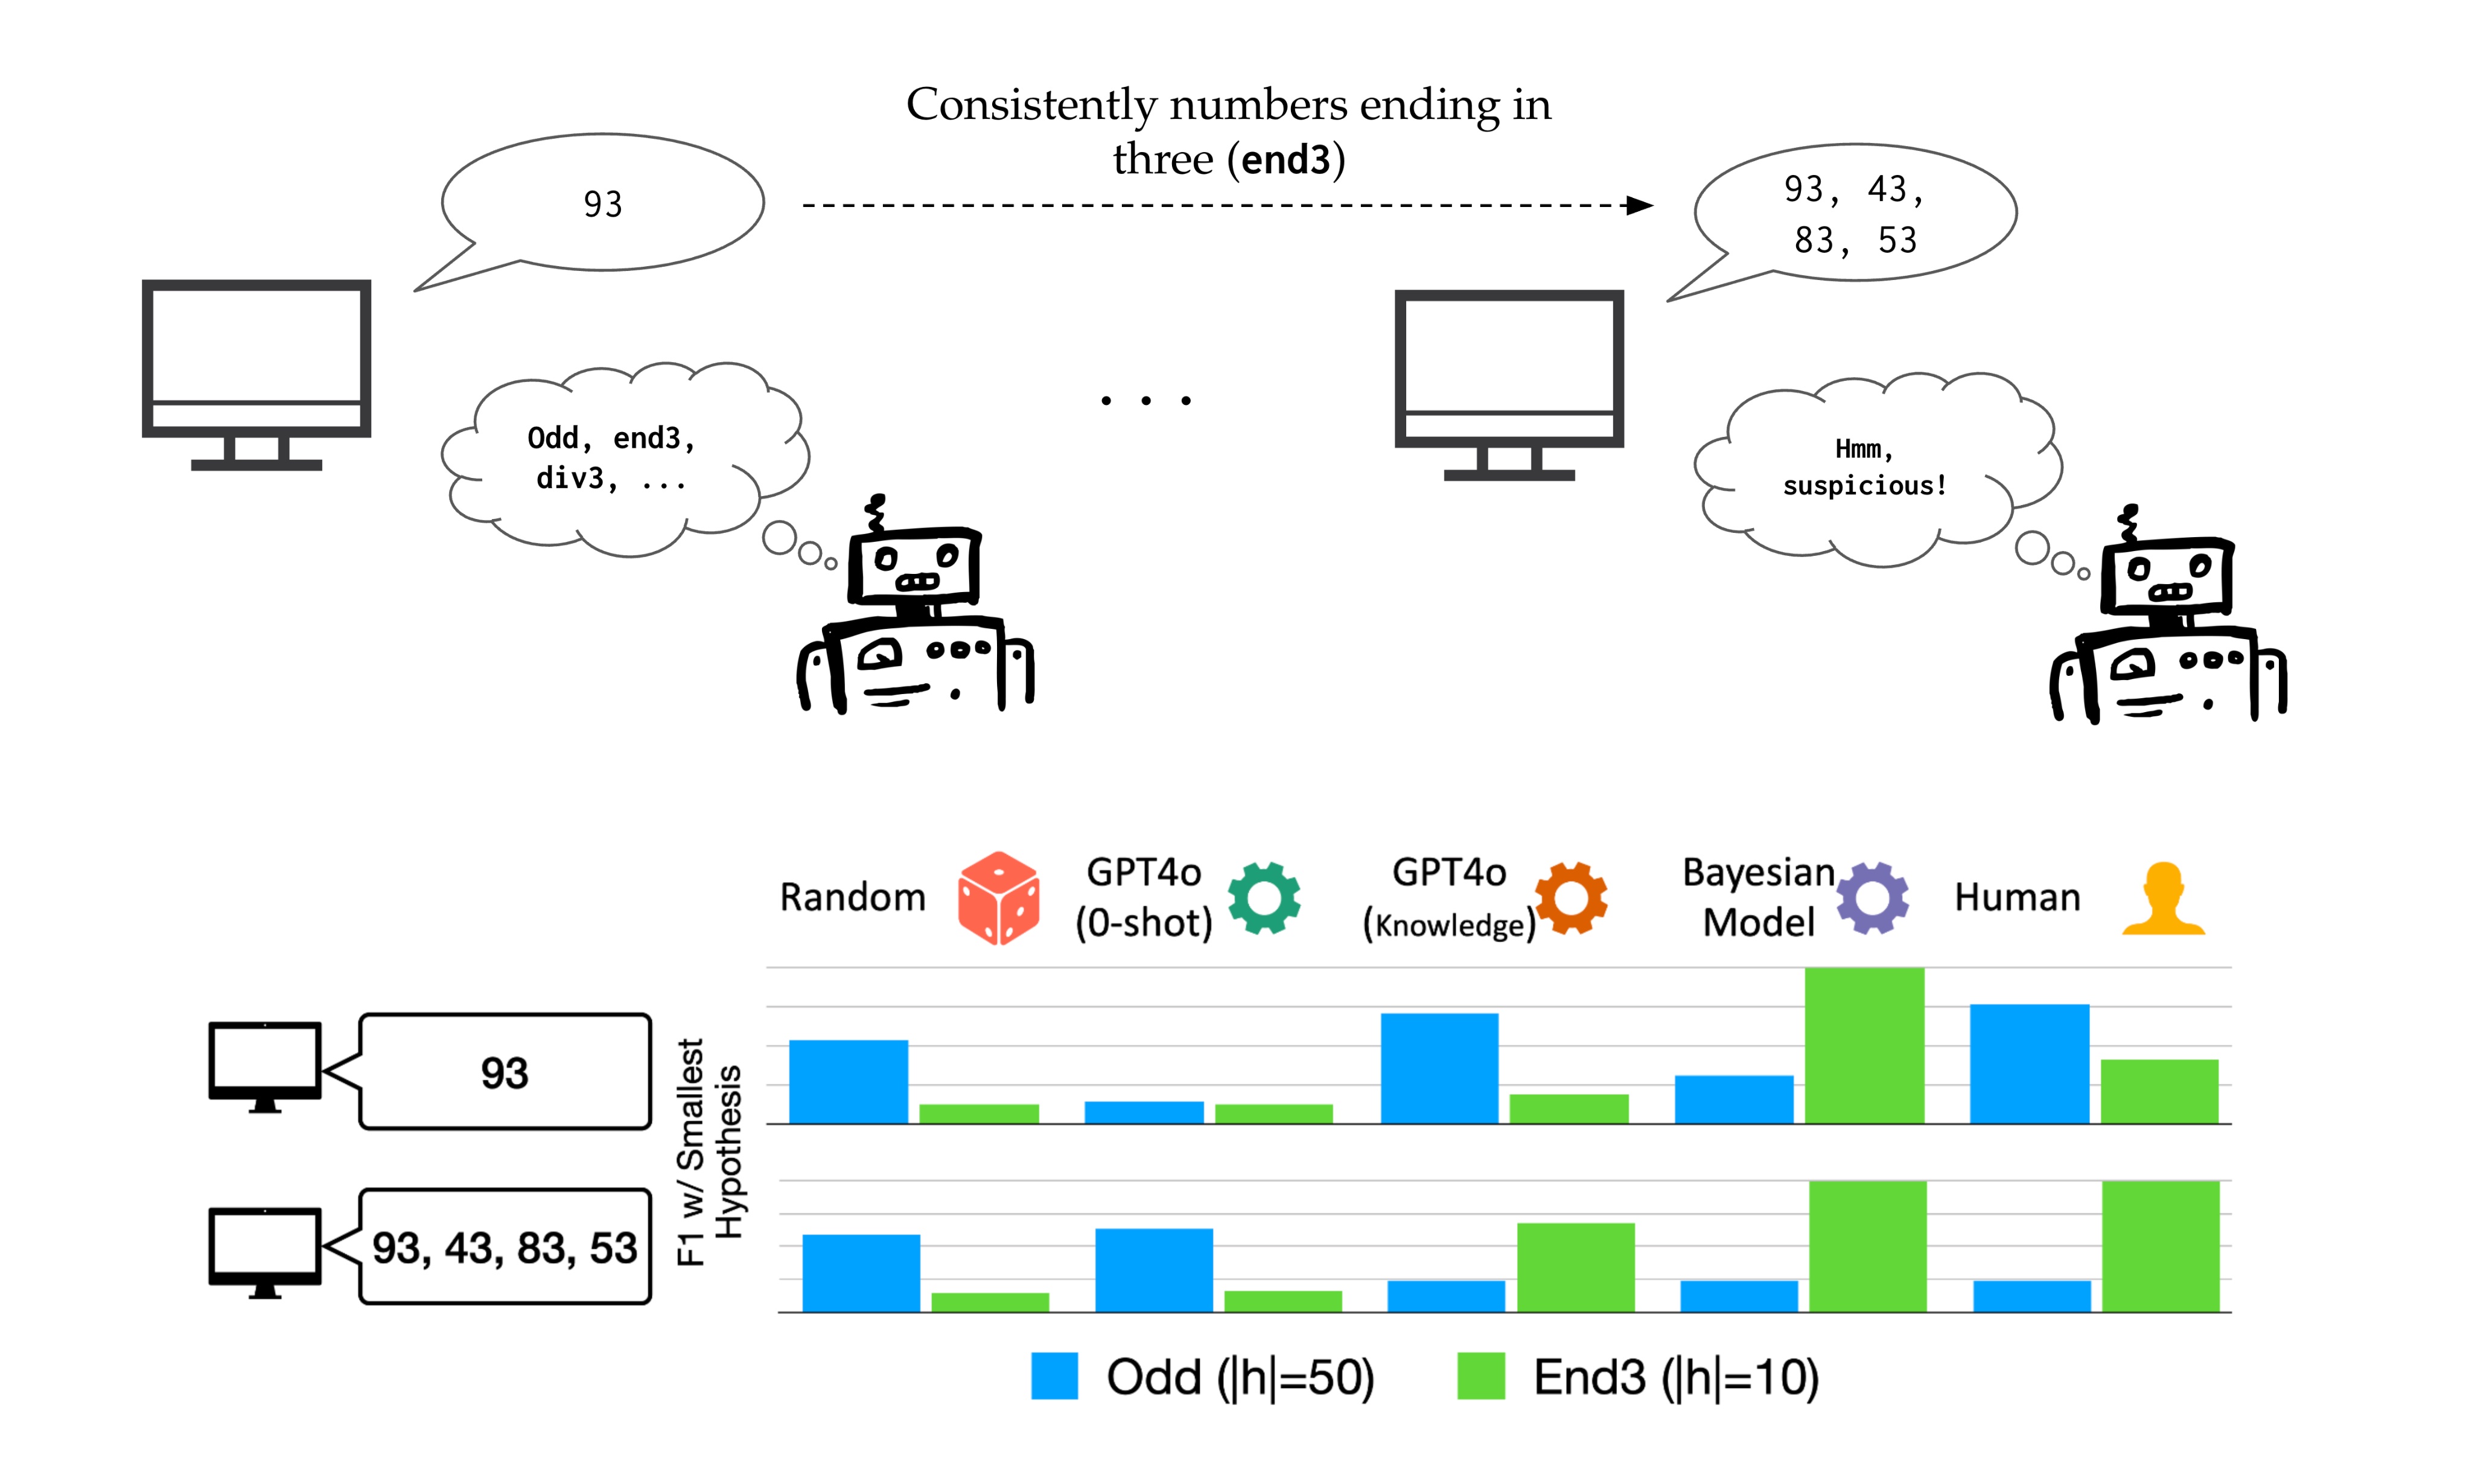 Consistently numbers ending in
three (end3)
93
93, 43,
83, 53
Odd, end3,
div3, ...
. . .
Hmm,
suspicious!
Random
GPT4o
(0-shot)
GPT4o
(Knowledge)
Bayesian
Model
Human
93
93, 43, 83, 53
F1 w/ Smallest
Hypothesis
Odd (|h|=50)
End3 (|h|=10)